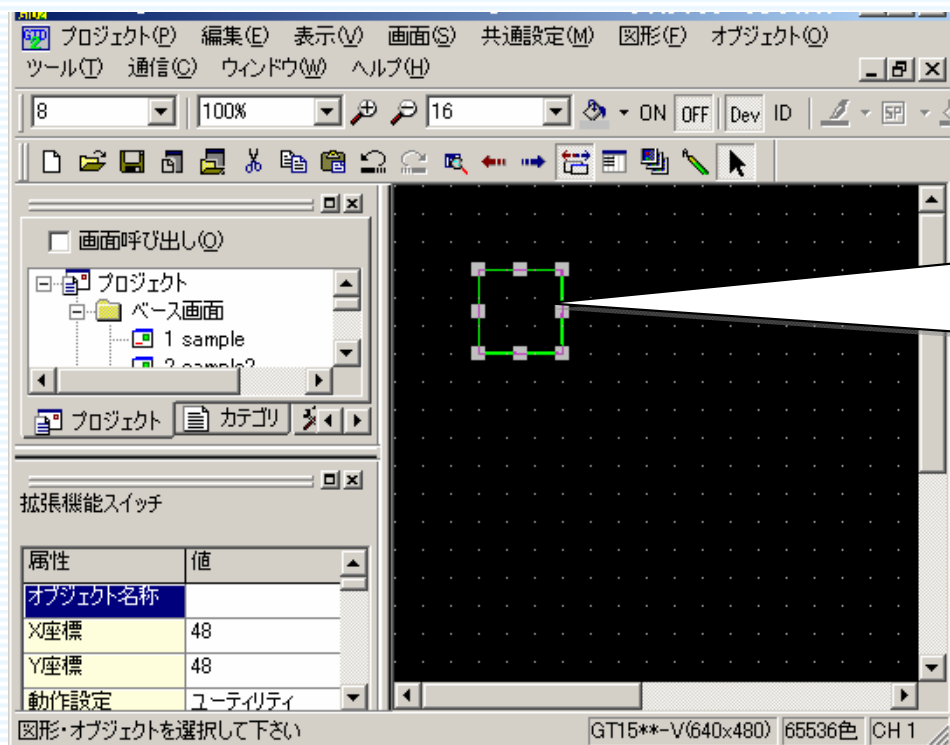 プロジェクト(P) 編集(E) 表示(V) 画面(S) 共通設定(M) 図形(F) オブジェクト(O)
ツール(T) 通信(C) ウィンドウ(W) ヘルプ(H)
8 100% 16 ON OFF Dev ID SP
画面呼び出し(O)
プロジェクト
ベース画面
1 sample
2 sample2
プロジェクト カテゴリ
拡張機能スイッチ
属性 値
オブジェクト名称
X座標 48
Y座標 48
動作設定 ユーティリティ
図形・オブジェクトを選択して下さい GT15**-V(640x480) 65536色 CH 1